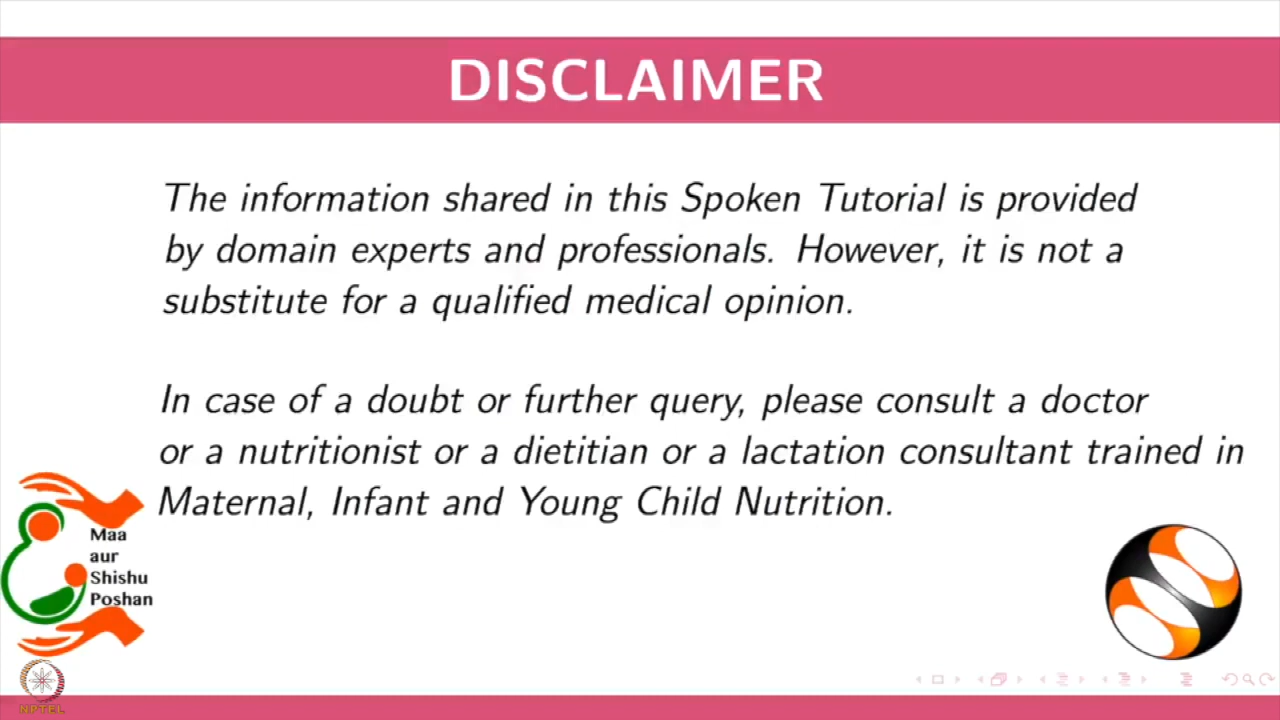 DISCLAIMER
The information shared in this Spoken Tutorial is provided
by domain experts and professionals. However, it is not a
substitute for a qualified medical opinion.
In case of a doubt or further query, please consult a doctor
or a nutritionist or a dietitian or a lactation consultant trained in
Maternal, Infant and Young Child Nutrition.
Maa
aur
Shishu
Poshan
NPTEL